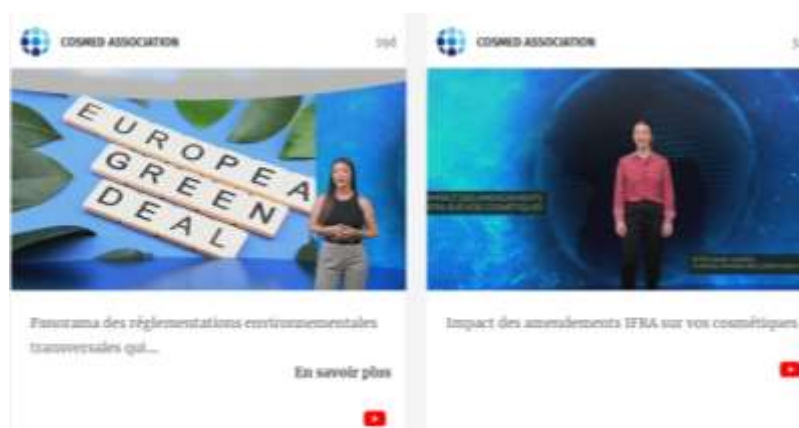 COSMED ASSOCIATION
EUROPEA
GREEN
DEAL
Panorama des réglementations environnementales
transversales qui...
En savoir plus
COSMED ASSOCIATION
Impact des amendements IFRA sur vos cosmétiques